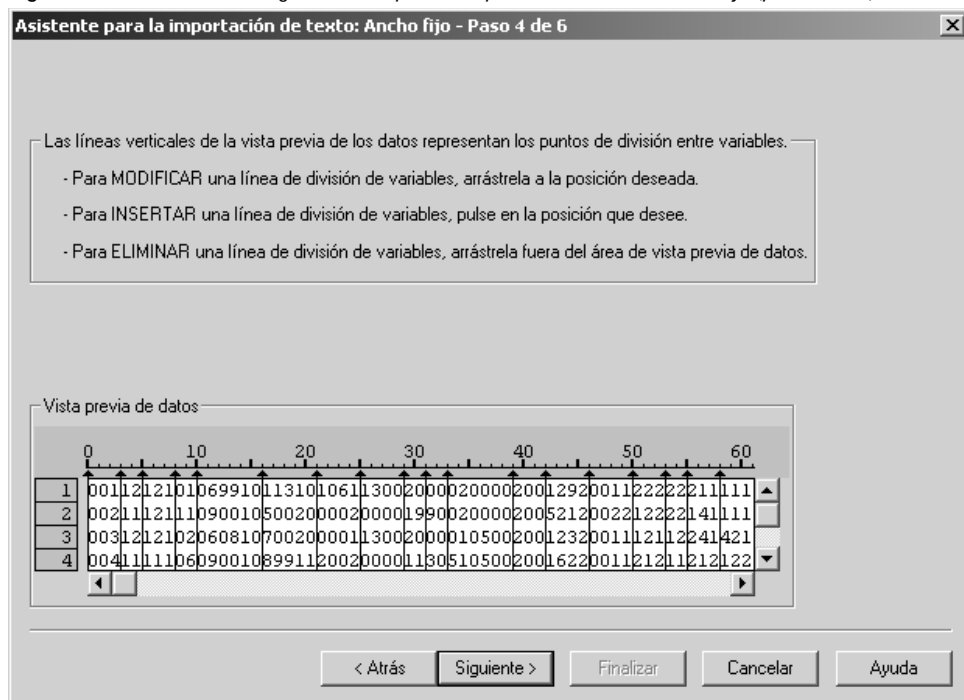 Asistente para la importación de texto: Ancho fijo - Paso 4 de 6
Las líneas verticales de la vista previa de los datos representan los puntos de división entre variables.
- Para MODIFICAR una línea de división de variables, arrástrela a la posición deseada.
- Para INSERTAR una línea de división de variables, pulse en la posición que desee.
- Para ELIMINAR una línea de división de variables, arrástrela fuera del área de vista previa de datos.
Vista previa de datos
0 10 20 30 40 50 60
1 0011212101069910113101061130020000200002001292001122222211111
2 0021112111090010500200002000019900200002005212002212222141111
3 0031212102060810700200001130020000105002001232001112112241421
4 0041111106090010899112002000011305105002001622001121211212122
< Atrás Siguiente > Finalizar Cancelar Ayuda